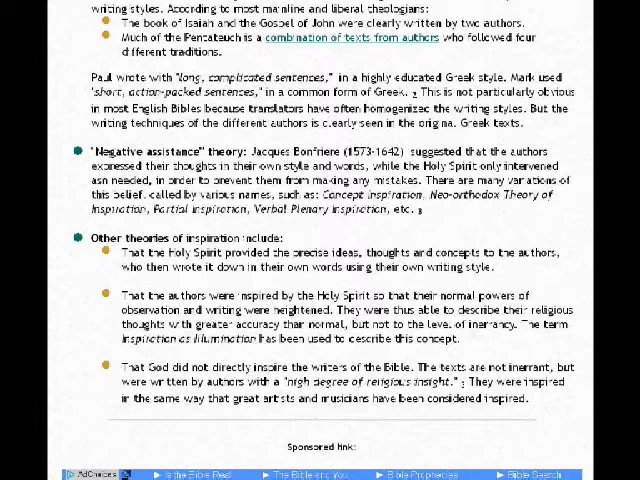 writing styles. According to most mainline and liberal theologians:
The book of Isaiah and the Gospel of John were clearly written by two authors.
Much of the Pentateuch is a combination of texts from authors who followed four
different traditions.
Paul wrote with "long, complicated sentences," in a highly educated Greek style. Mark used
"short, action-packed sentences," in a common form of Greek. 2 This is not particularly obvious
in most English Bibles because translators have often homogenized the writing styles. But the
writing techniques of the different authors is clearly seen in the original Greek texts.
"Negative assistance" theory: Jacques Bonfriere (1573-1642) suggested that the authors
expressed their thoughts in their own style and words, while the Holy Spirit only intervened
asn needed, in order to prevent them from making any mistakes. There are many variations of
this belief, called by various names, such as: Concept Inspiration, Neo-orthodox Theory of
Inspiration, Partial Inspiration, Verbal Plenary Inspiration, etc. 3
Other theories of inspiration include:
That the Holy Spirit provided the precise ideas, thoughts and concepts to the authors,
who then wrote it down in their own words using their own writing style.
That the authors were inspired by the Holy Spirit so that their normal powers of
observation and writing were heightened. They were thus able to describe their religious
thoughts with greater accuracy than normal, but not to the level of inerrancy. The term
Inspiration as Illumination has been used to describe this concept.
That God did not directly inspire the writers of the Bible. The texts are not inerrant, but
were written by authors with a "high degree of religious insight." 3 They were inspired
in the same way that great artists and musicians have been considered inspired.
Sponsored link:
AdChoices Is the Bible Real The Bible and You Bible Prophecies Bible Search